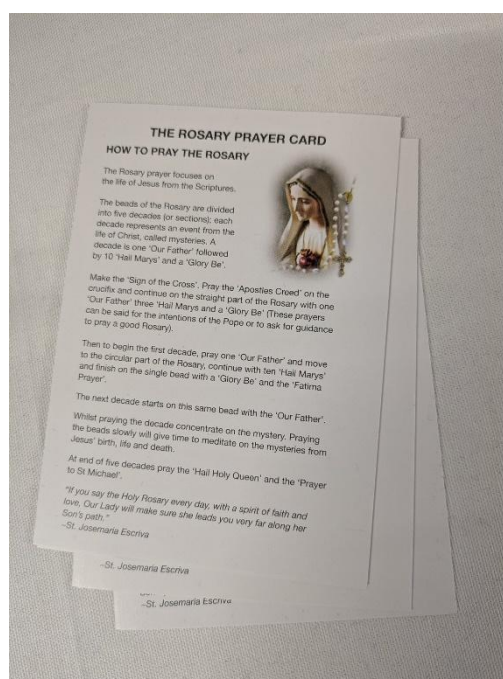 THE ROSARY PRAYER CARD
HOW TO PRAY THE ROSARY
The Rosary prayer focuses on
the life of Jesus from the Scriptures.
The beads of the Rosary are divided
into five decades (or sections); each
decade represents an event from the
life of Christ, called mysteries. A
decade is one 'Our Father' followed
by 10 'Hail Marys' and a 'Glory Be'.
Make the 'Sign of the Cross'. Pray the 'Apostles Creed' on the
crucifix and continue on the straight part of the Rosary with one
'Our Father' three 'Hail Marys and a 'Glory Be' (These prayers
can be said for the intentions of the Pope or to ask for guidance
to pray a good Rosary).
Then to begin the first decade, pray one 'Our Father' and move
to the circular part of the Rosary, continue with ten 'Hail Marys'
and finish on the single bead with a 'Glory Be' and the 'Fatima
Prayer'.
The next decade starts on this same bead with the 'Our Father'.
Whilst praying the decade concentrate on the mystery. Praying
the beads slowly will give time to meditate on the mysteries from
Jesus' birth, life and death.
At end of five decades pray the 'Hail Holy Queen' and the 'Prayer
to St Michael'.
"If you say the Holy Rosary every day, with a spirit of faith and
love, Our Lady will make sure she leads you very far along her
Son's path."
–St. Josemaria Escriva
–St. Josemaria Escriva
–St. Josemaria Escriva